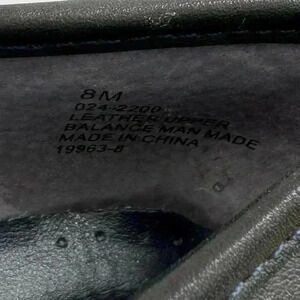 8M
024-2200
LEATHER UPPER
BALANCE MAN MADE
MADE IN CHINA
19963-8